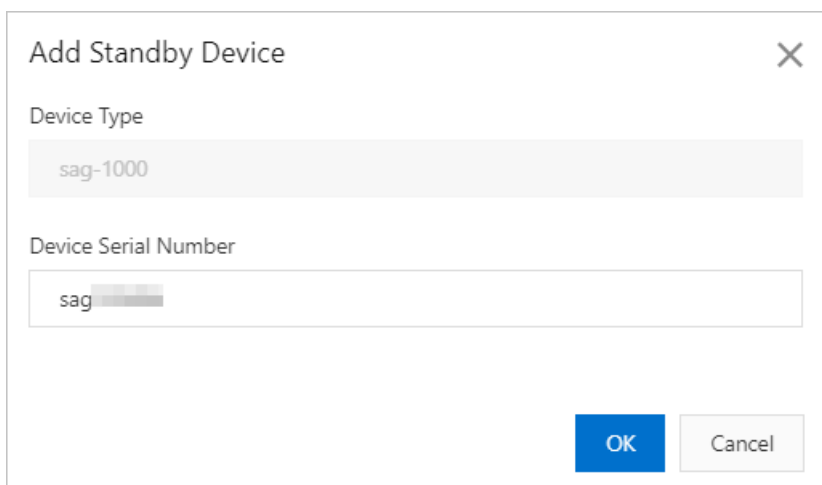 Add Standby Device
Device Type
sag-1000
Device Serial Number
sag
OK
Cancel